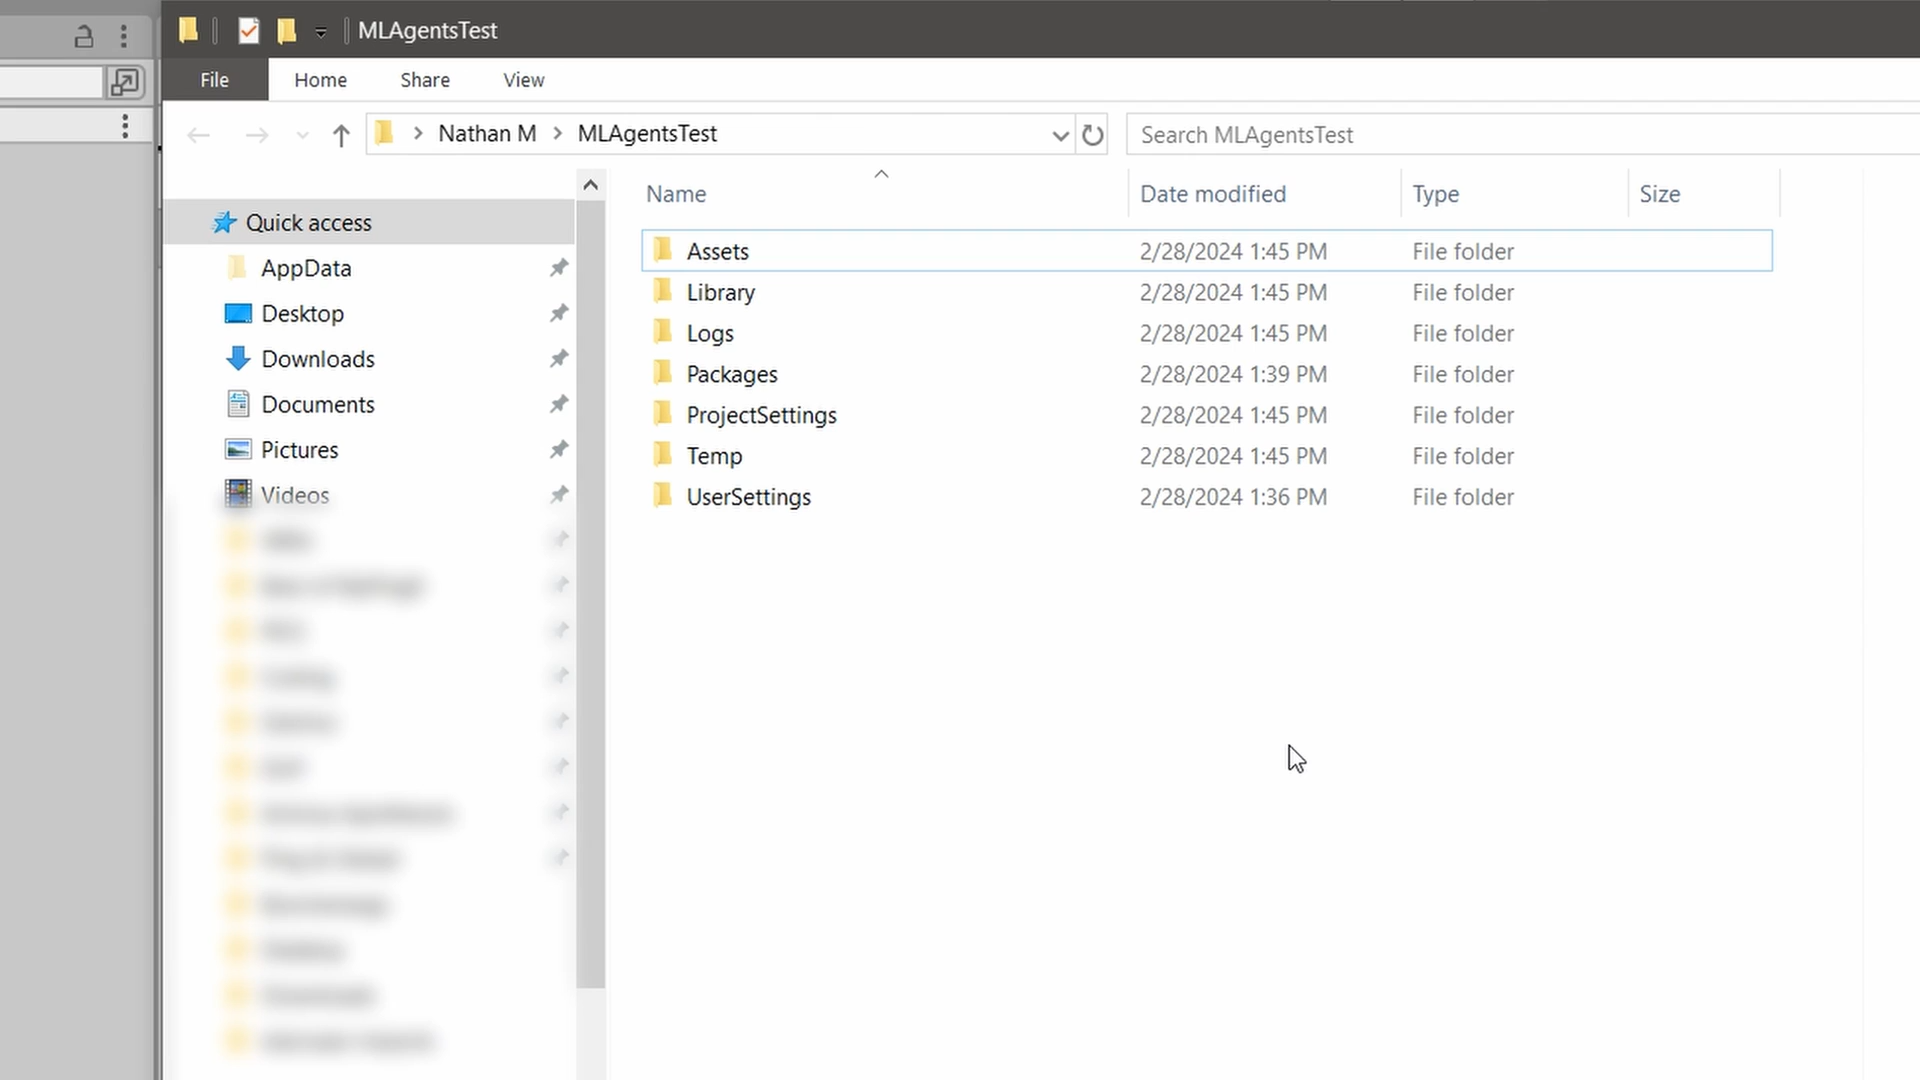 MLAgentsTest
File Home Share View
Nathan M MLAgentsTest
Search MLAgentsTest
Name Date modified Type Size
Quick access
AppData
Desktop
Downloads
Documents
Pictures
Videos
Assets 2/28/2024 1:45 PM File folder
Library 2/28/2024 1:45 PM File folder
Logs 2/28/2024 1:45 PM File folder
Packages 2/28/2024 1:39 PM File folder
ProjectSettings 2/28/2024 1:45 PM File folder
Temp 2/28/2024 1:45 PM File folder
UserSettings 2/28/2024 1:36 PM File folder